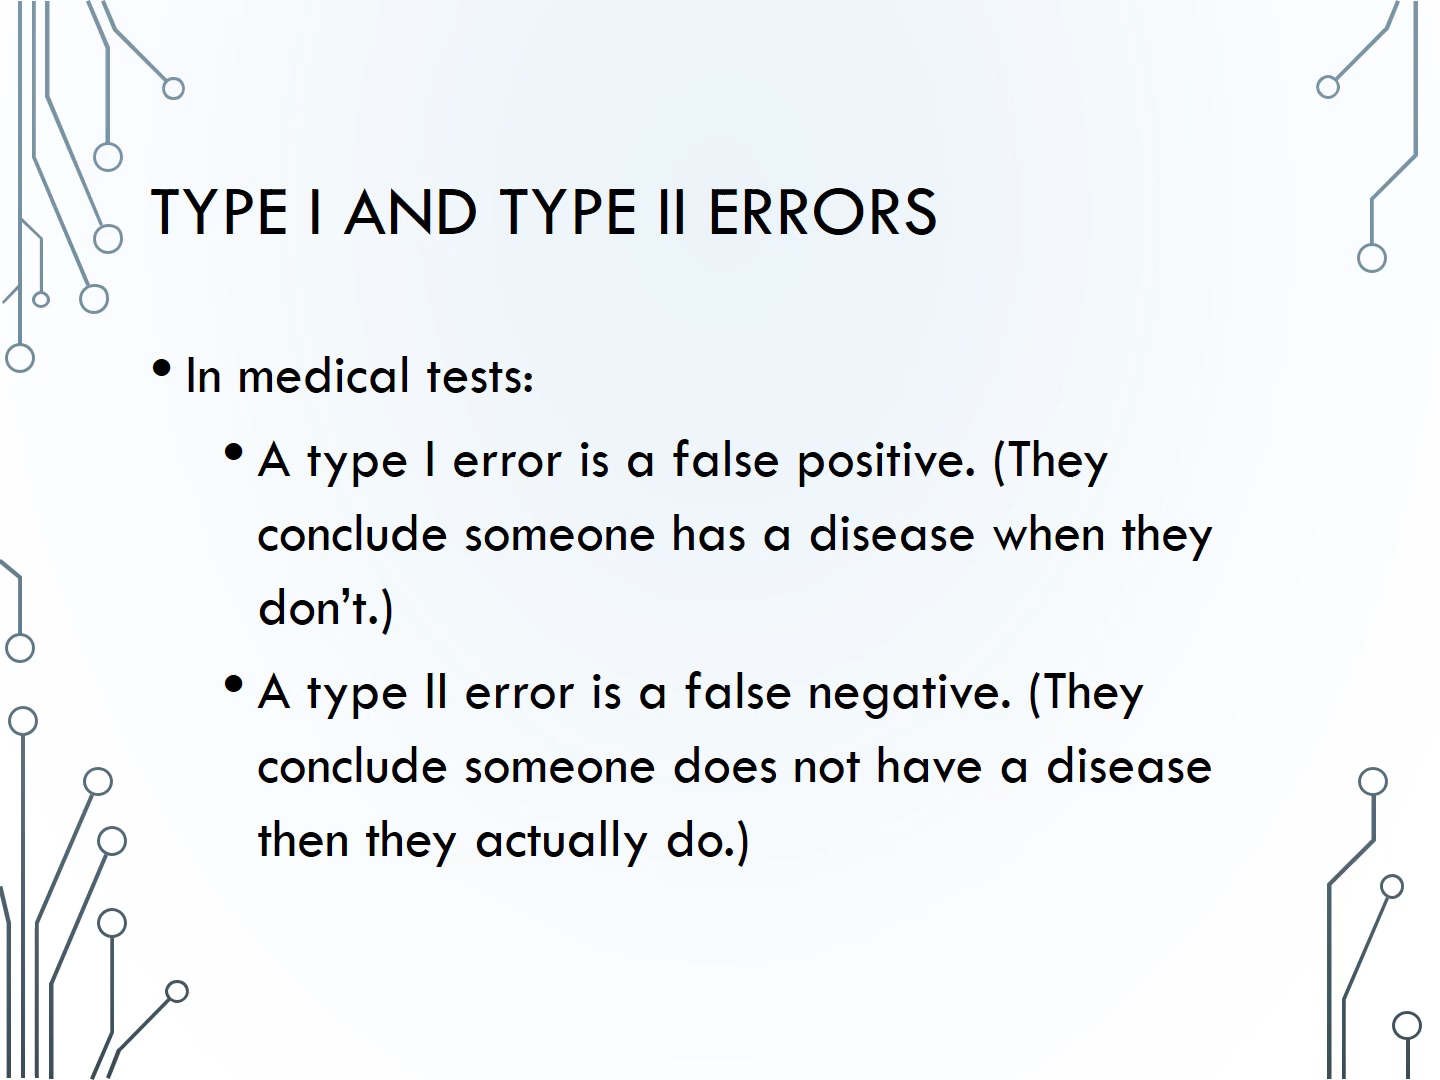 TYPE I AND TYPE II ERRORS
• In medical tests:
• A type I error is a false positive. (They
conclude someone has a disease when they
don’t.)
• A type II error is a false negative. (They
conclude someone does not have a disease
then they actually do.)